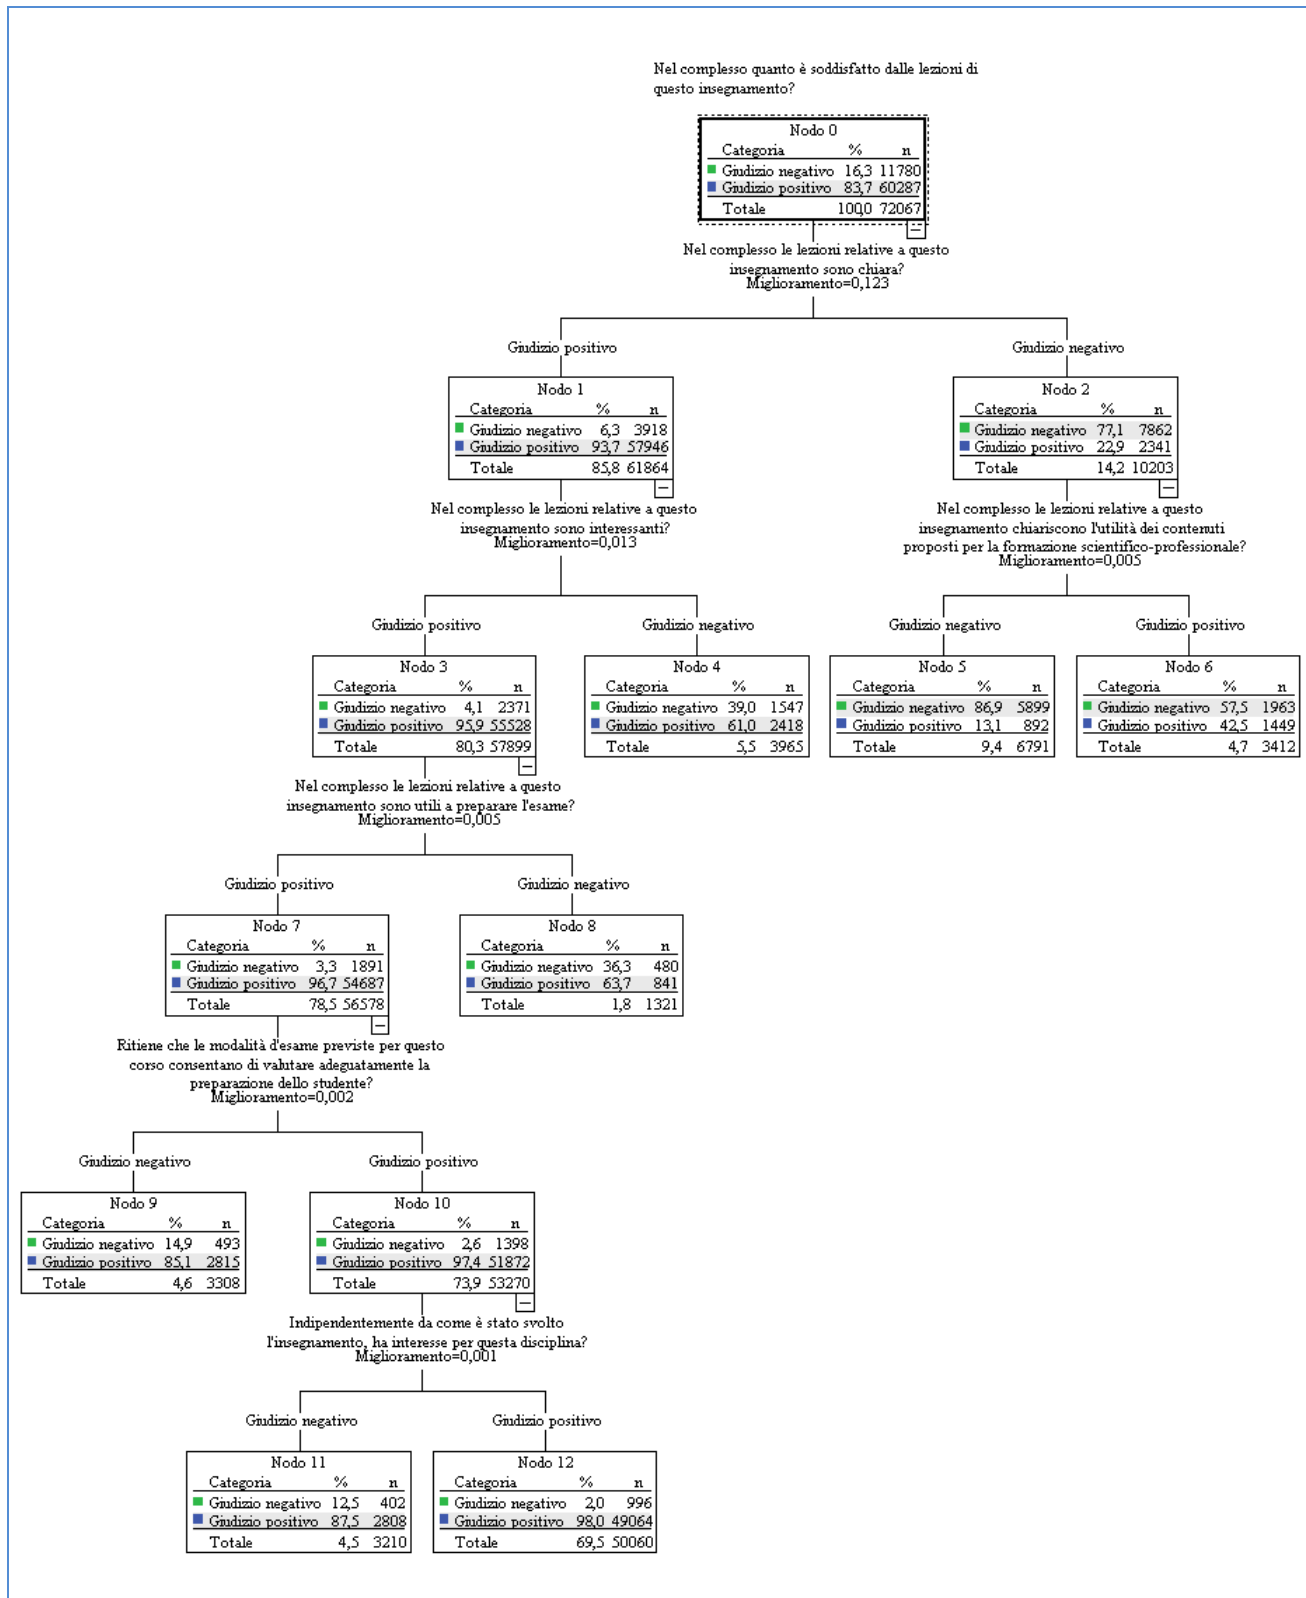 Nel complesso quanto è soddisfatto dalle lezioni di
questo insegnamento?
Nodo 0
Categoria % n
Giudizio negativo 16,3 11780
Giudizio positivo 83,7 60287
Totale 100,0 72067
Nel complesso le lezioni relative a questo
insegnamento sono chiara?
Miglioramento=0,123
Giudizio positivo
Giudizio negativo
Nodo 1
Categoria % n
Giudizio negativo 6,3 3918
Giudizio positivo 93,7 57946
Totale 85,8 61864
Nodo 2
Categoria % n
Giudizio negativo 77,1 7862
Giudizio positivo 22,9 2341
Totale 14,2 10203
Nel complesso le lezioni relative a questo
insegnamento sono interessanti?
Miglioramento=0,013
Nel complesso le lezioni relative a questo
insegnamento chiariscono l'utilità dei contenuti
proposti per la formazione scientifico-professionale?
Miglioramento=0,005
Giudizio positivo
Giudizio negativo
Giudizio negativo
Giudizio positivo
Nodo 3
Categoria % n
Giudizio negativo 4,1 2371
Giudizio positivo 95,9 55528
Totale 80,3 57899
Nodo 4
Categoria % n
Giudizio negativo 39,0 1547
Giudizio positivo 61,0 2418
Totale 5,5 3965
Nodo 5
Categoria % n
Giudizio negativo 86,9 5899
Giudizio positivo 13,1 892
Totale 9,4 6791
Nodo 6
Categoria % n
Giudizio negativo 57,5 1963
Giudizio positivo 42,5 1449
Totale 4,7 3412
Nel complesso le lezioni relative a questo
insegnamento sono utili a preparare l'esame?
Miglioramento=0,005
Giudizio positivo
Giudizio negativo
Nodo 7
Categoria % n
Giudizio negativo 3,3 1891
Giudizio positivo 96,7 54687
Totale 78,5 56578
Nodo 8
Categoria % n
Giudizio negativo 36,3 480
Giudizio positivo 63,7 841
Totale 1,8 1321
Ritiene che le modalità d'esame previste per questo
corso consentano di valutare adeguatamente la
preparazione dello studente?
Miglioramento=0,002
Giudizio negativo
Giudizio positivo
Nodo 9
Categoria % n
Giudizio negativo 14,9 493
Giudizio positivo 85,1 2815
Totale 4,6 3308
Nodo 10
Categoria % n
Giudizio negativo 2,6 1398
Giudizio positivo 97,4 51872
Totale 73,9 53270
Indipendentemente da come è stato svolto
l'insegnamento, ha interesse per questa disciplina?
Miglioramento=0,001
Giudizio negativo
Giudizio positivo
Nodo 11
Categoria % n
Giudizio negativo 12,5 402
Giudizio positivo 87,5 2808
Totale 4,5 3210
Nodo 12
Categoria % n
Giudizio negativo 2,0 996
Giudizio positivo 98,0 49064
Totale 69,5 50060